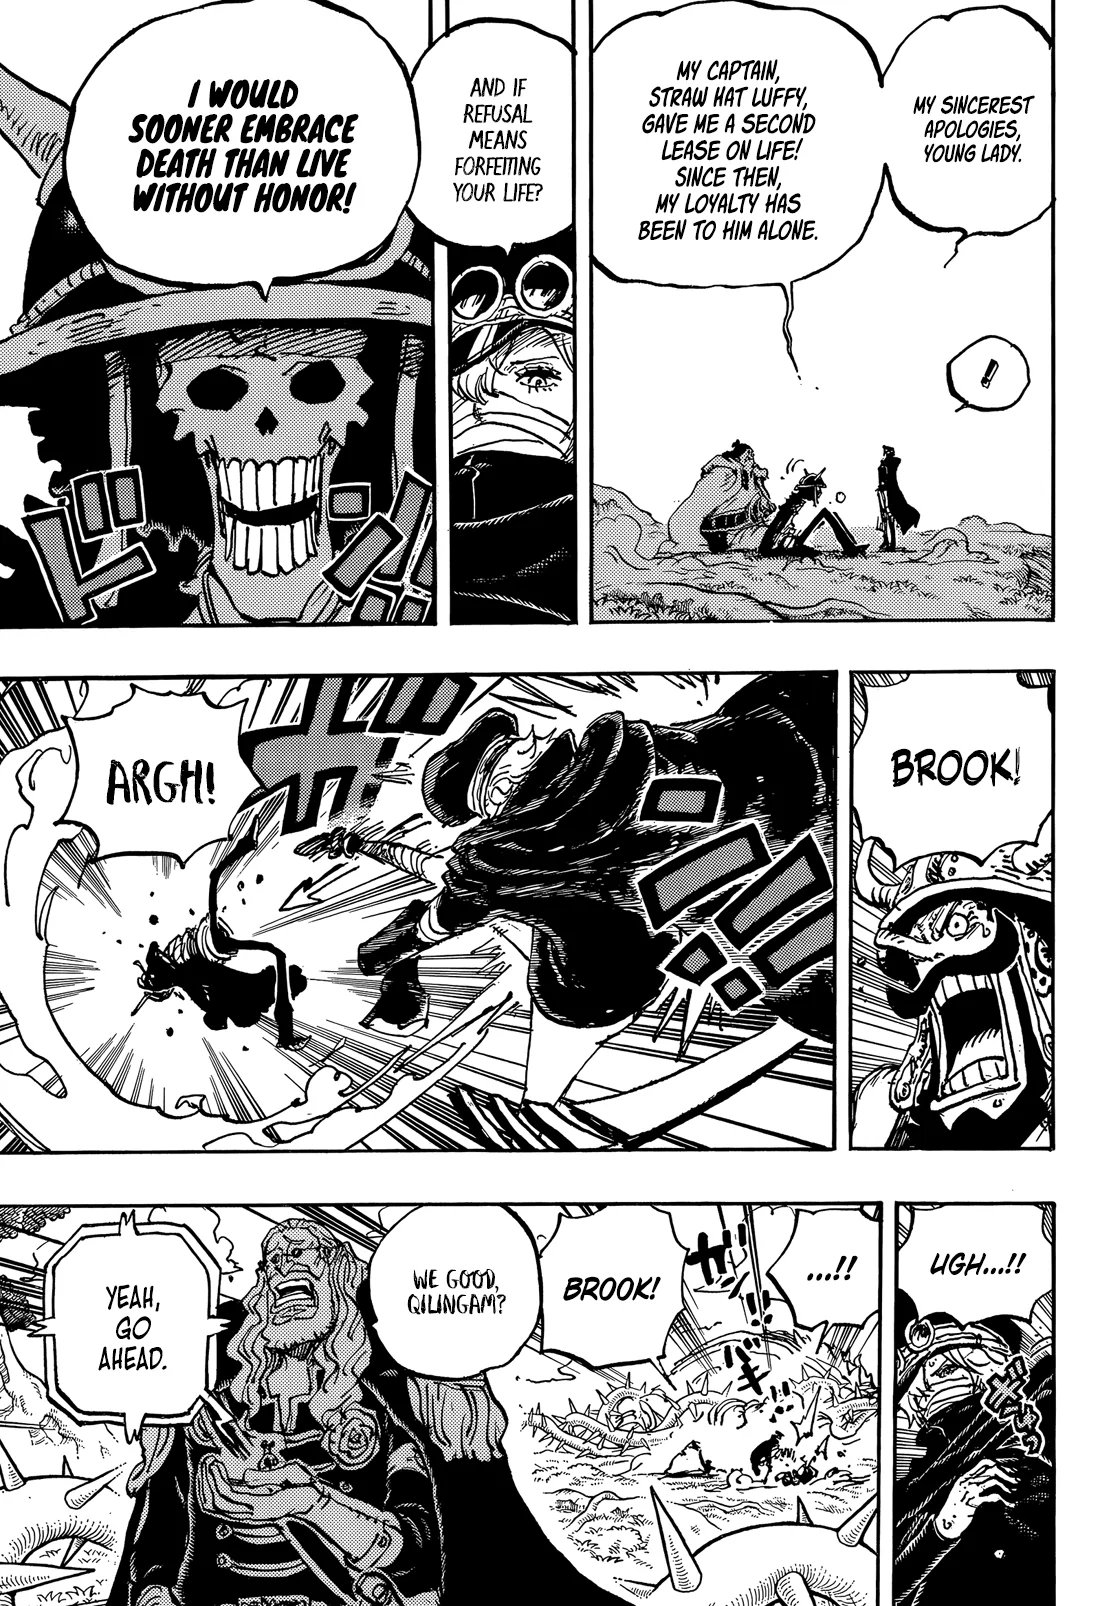 MY SINCEREST
APOLOGIES,
YOUNG LADY.
!
MY CAPTAIN,
STRAW HAT LUFFY,
GAVE ME A SECOND
LEASE ON LIFE!
SINCE THEN,
MY LOYALTY HAS
BEEN TO HIM ALONE.
AND IF
REFUSAL
MEANS
FORFEITING
YOUR LIFE?
I WOULD
SOONER EMBRACE
DEATH THAN LIVE
WITHOUT HONOR!
ドン
BROOK!
ARGH!
UGH...!!
...!!
BROOK!
WE GOOD,
QILINGAM?
YEAH,
GO
AHEAD.